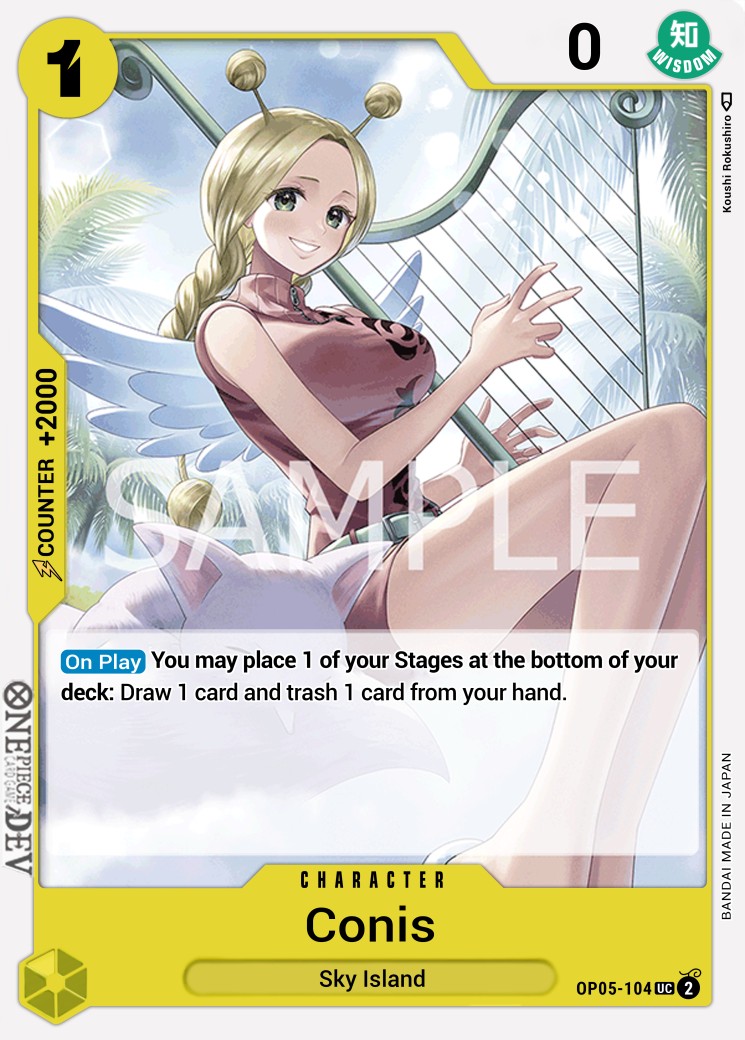 1
0
知
WISDOM
Koushi Rokushiro
COUNTER +2000
SAMPLE
On Play You may place 1 of your Stages at the bottom of your
deck: Draw 1 card and trash 1 card from your hand.
ONE PIECE
CARD GAME
DEV
BANDAI MADE IN JAPAN
CHARACTER
Conis
Sky Island
OP05-104 UC 2